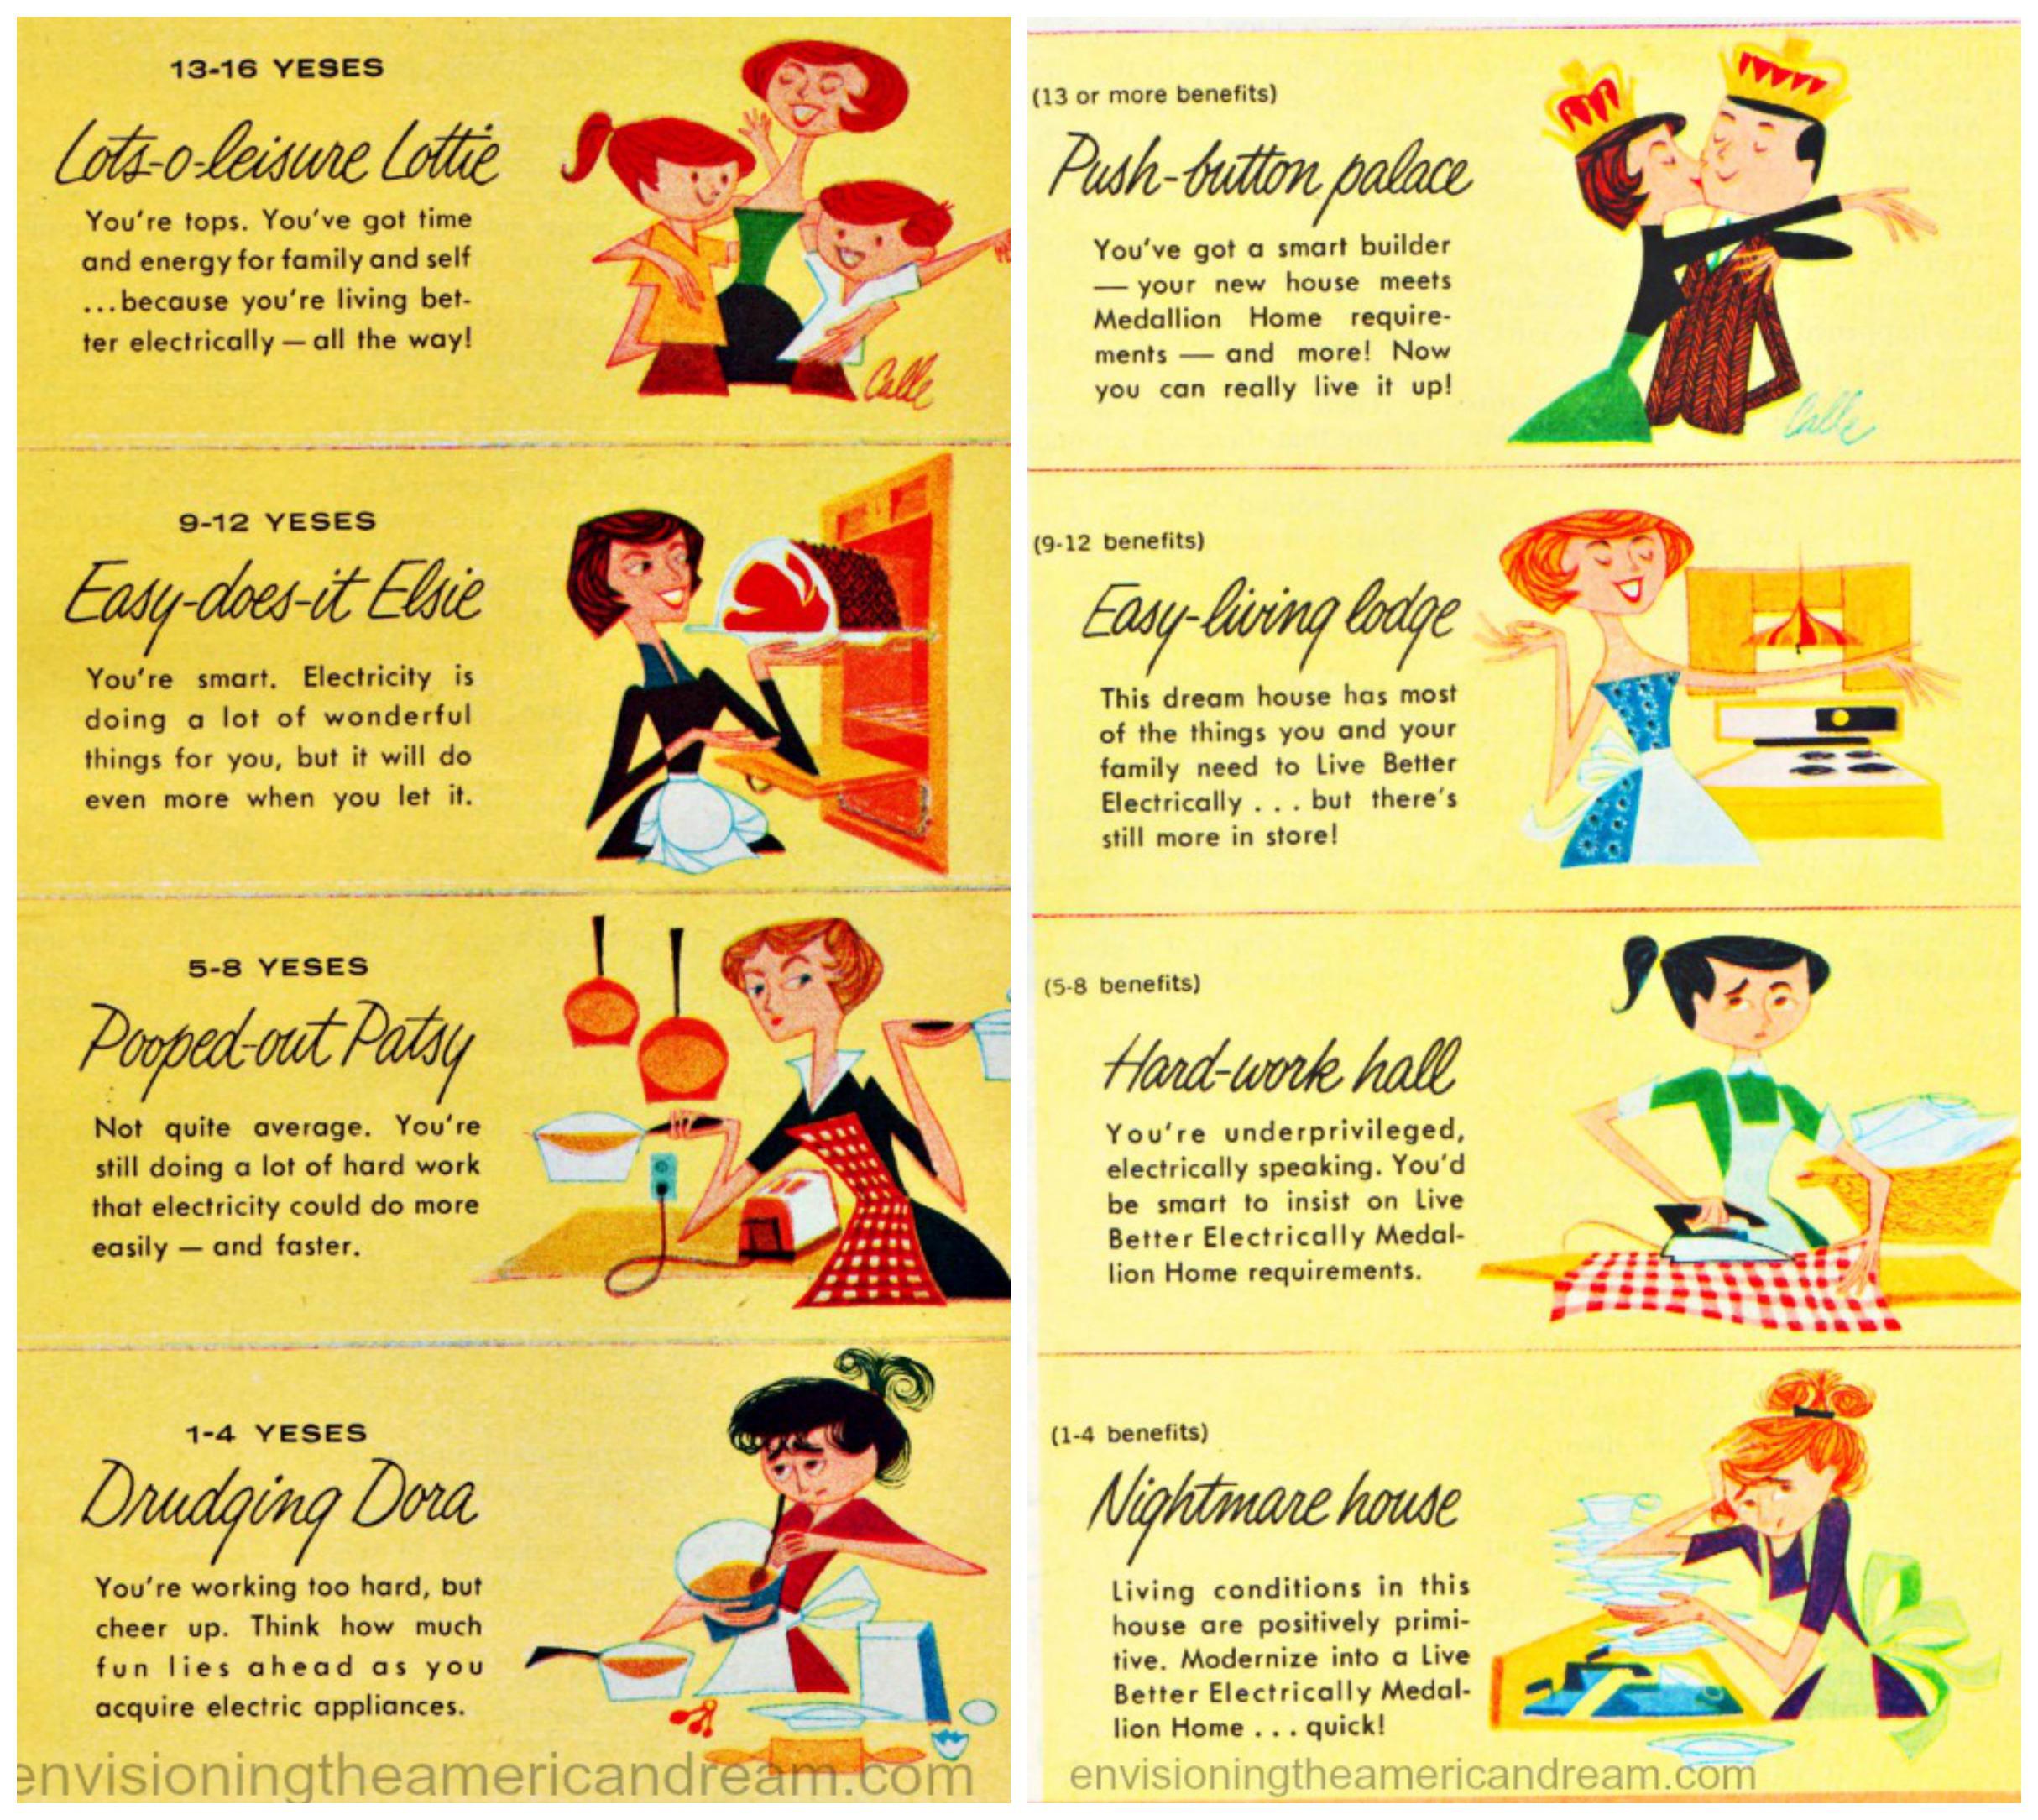 13-16 YESES
Lots-o-leisure Lottie
You're tops. You've got time
and energy for family and self
...because you're living bet-
ter electrically — all the way!
Calle
9-12 YESES
Easy-does-it Elsie
You're smart. Electricity is
doing a lot of wonderful
things for you, but it will do
even more when you let it.
5-8 YESES
Pooped-out Patsy
Not quite average. You're
still doing a lot of hard work
that electricity could do more
easily — and faster.
1-4 YESES
Drudging Dora
You're working too hard, but
cheer up. Think how much
fun lies ahead as you
acquire electric appliances.
envisioningtheamericandream.com
(13 or more benefits)
Push-button palace
You've got a smart builder
— your new house meets
Medallion Home require-
ments — and more! Now
you can really live it up!
Calle
(9-12 benefits)
Easy-living lodge
This dream house has most
of the things you and your
family need to Live Better
Electrically . . . but there's
still more in store!
(5-8 benefits)
Hard-work hall
You're underprivileged,
electrically speaking. You'd
be smart to insist on Live
Better Electrically Medal-
lion Home requirements.
(1-4 benefits)
Nightmare house
Living conditions in this
house are positively primi-
tive. Modernize into a Live
Better Electrically Medal-
lion Home . . . quick!
envisioningtheamericandream.com